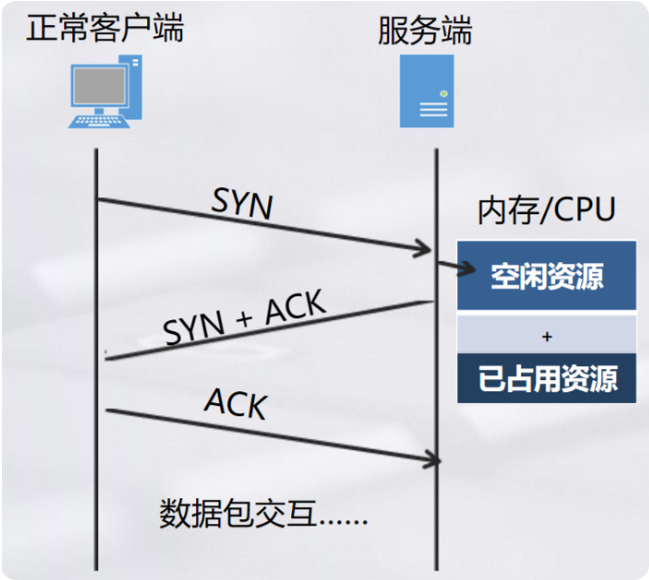 正常客户端
服务端
SYN
内存/CPU
空闲资源
SYN + ACK
+
已占用资源
ACK
数据包交互……